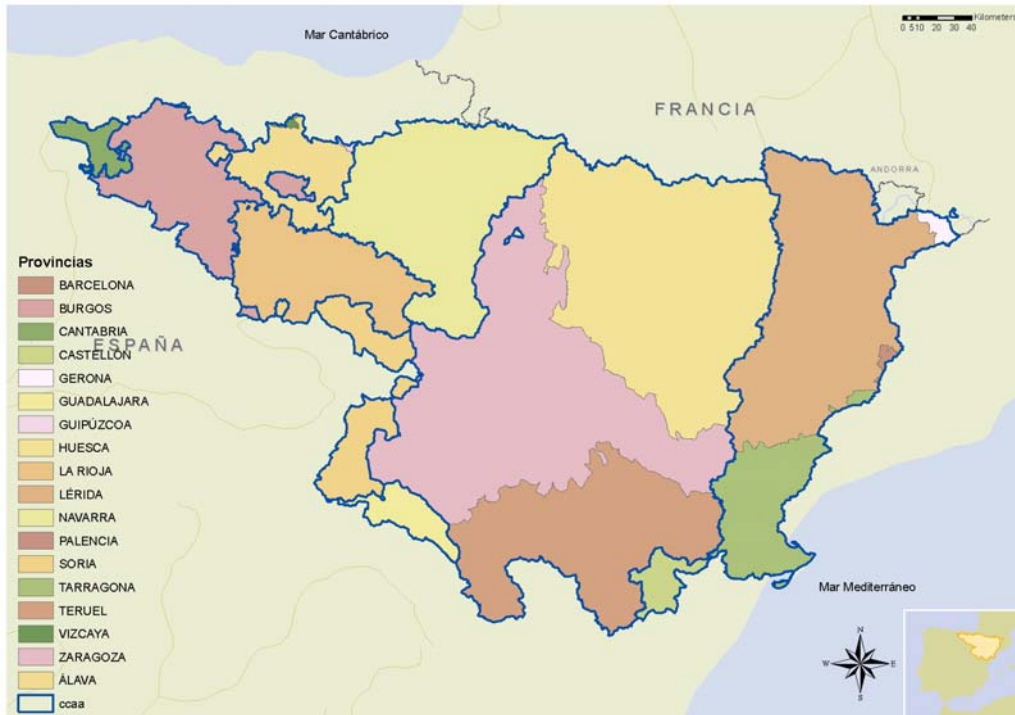 Mar Cantábrico
Kilometers
0 510 20 30 40
FRANCIA
ANDORRA
Provincias
BARCELONA
BURGOS
CANTABRIA
ESPAÑA
CASTELLÓN
GERONA
GUADALAJARA
GUIPÚZCOA
HUESCA
LA RIOJA
LÉRIDA
NAVARRA
PALENCIA
SORIA
TARRAGONA
TERUEL
VIZCAYA
ZARAGOZA
ÁLAVA
ccaa
Mar Mediterráneo
N
W E
S